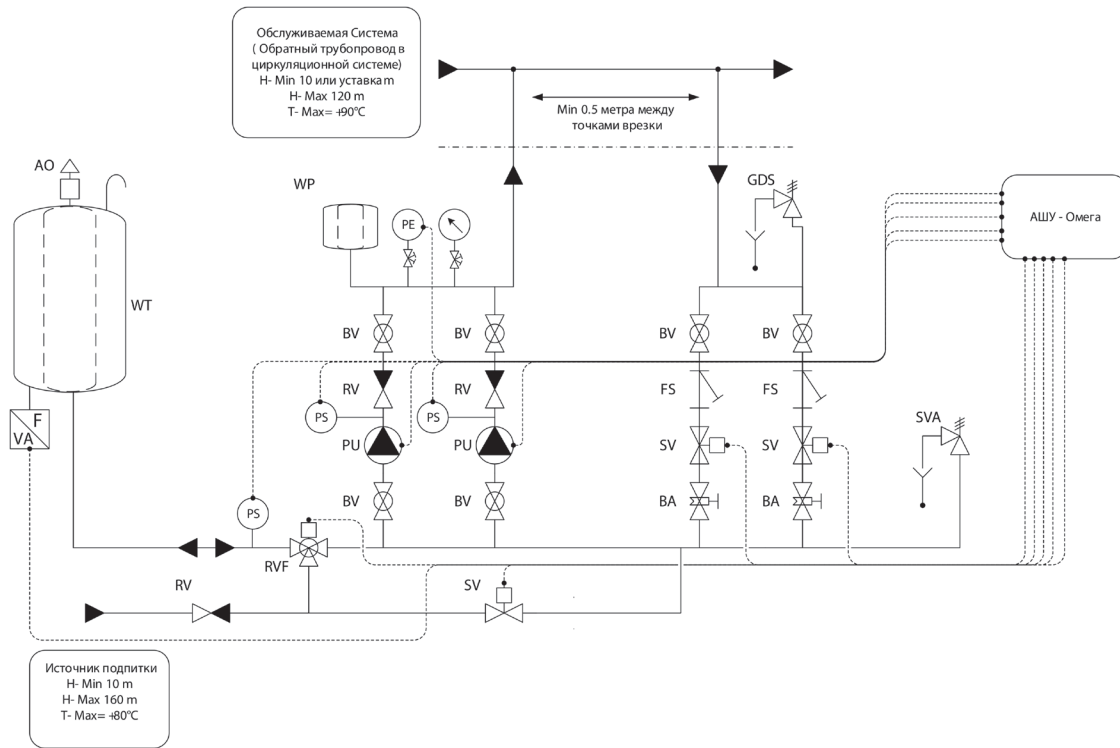 Обслуживаемая Система
( Обратный трубопровод в
циркуляционной системе)
H- Min 10 или уставка m
H- Max 120 m
T- Max= +90°C
Min 0.5 метра между
точками врезки
AO
WP
PE
GDS
АШУ - Омега
WT
BV
BV
BV
BV
RV
RV
FS
FS
PS
PS
F
VA
SVA
PU
PU
SV
SV
BV
BV
BA
BA
PS
RVF
RV
SV
Источник подпитки
H- Min 10 m
H- Max 160 m
T- Max= +80°C